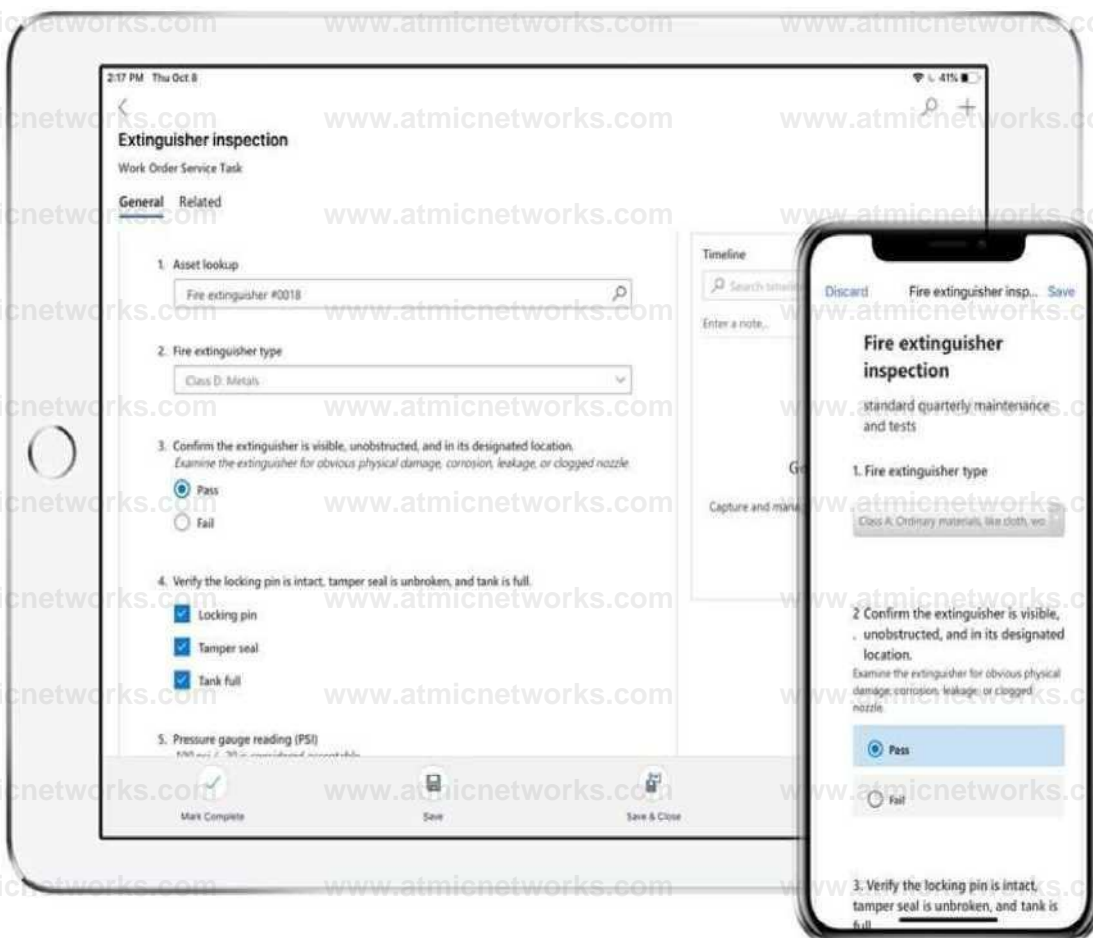 www.atmicnetworks.com
2:17 PM Thu Oct 8
41%
Extinguisher inspection
Work Order Service Task
General Related
1. Asset lookup
Fire extinguisher #0018
2. Fire extinguisher type
Class D: Metals
3. Confirm the extinguisher is visible, unobstructed, and in its designated location.
Examine the extinguisher for obvious physical damage, corrosion, leakage, or clogged nozzle
Pass
Fail
4. Verify the locking pin is intact, tamper seal is unbroken, and tank is full.
Locking pin
Tamper seal
Tank full
5. Pressure gauge reading (PSI)
Mark Complete
Save
Save & Close
Timeline
Search
Enter a note...
Capture and
Discard Fire extinguisher insp... Save
Fire extinguisher
inspection
standard quarterly maintenance
and tests
1. Fire extinguisher type
Class A: Ordinary materials, like cloth, wo
2 Confirm the extinguisher is visible,
. unobstructed, and in its designated
location.
Examine the extinguisher for obvious physical
damage, corrosion, leakage, or clogged
nozzle
Pass
Fail
3. Verify the locking pin is intact,
tamper seal is unbroken, and tank is
full